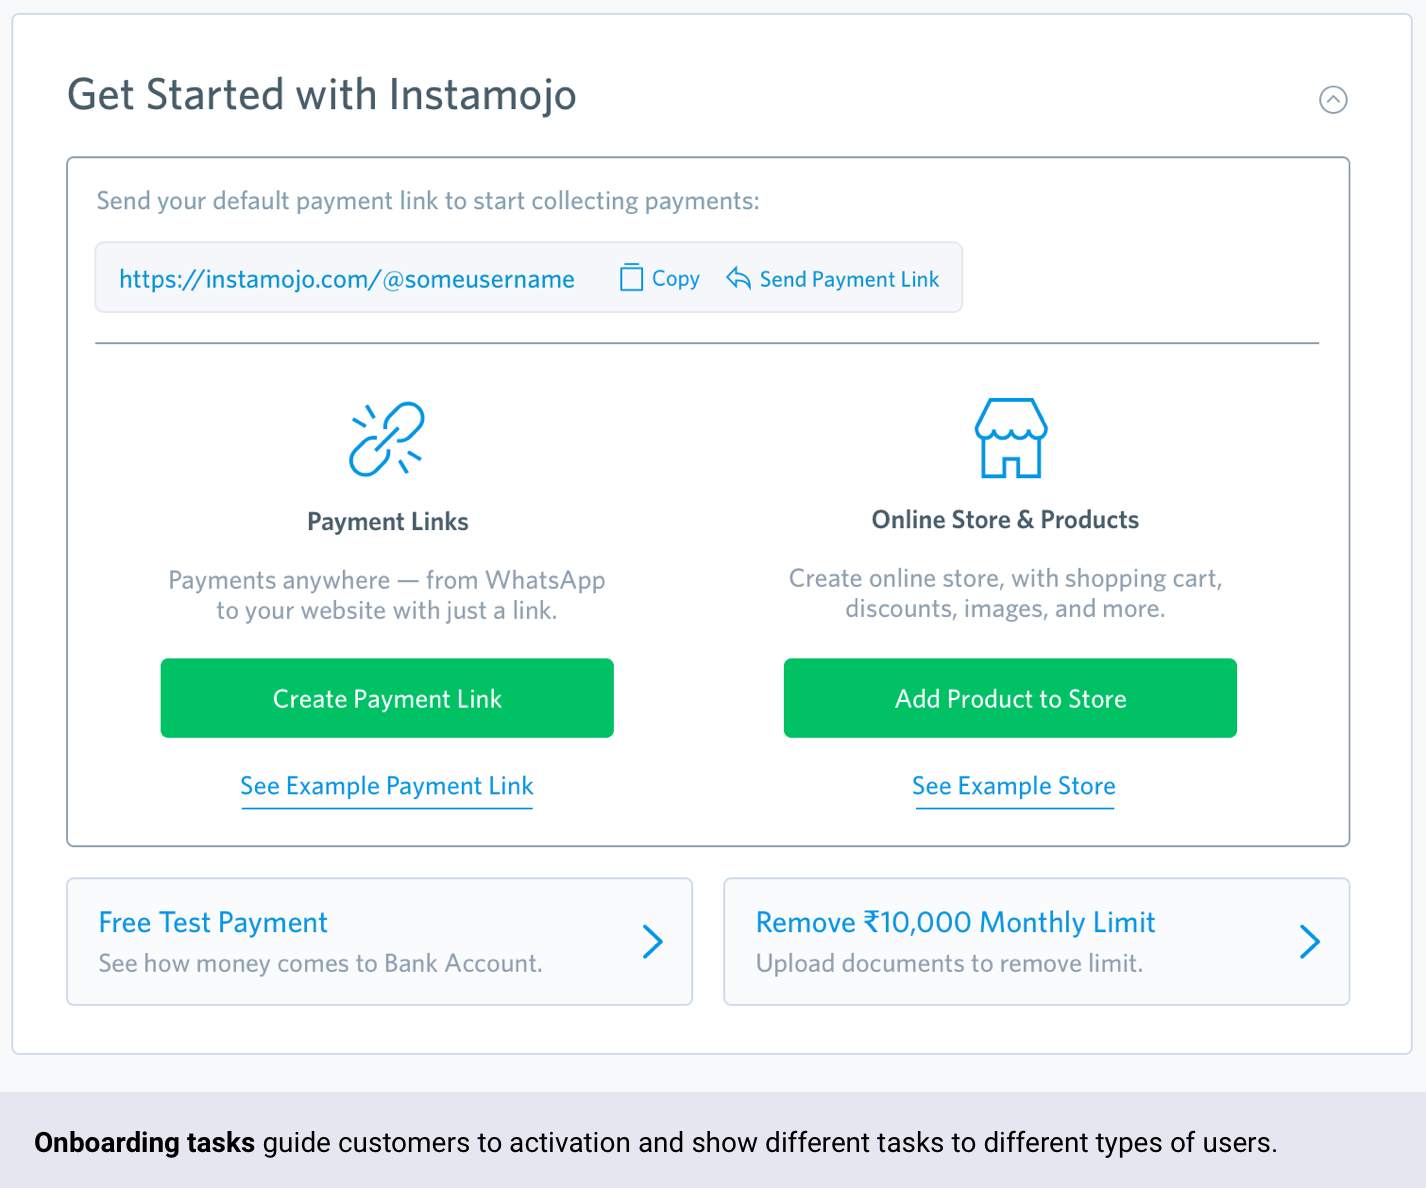 Get Started with Instamojo
Send your default payment link to start collecting payments:
https://instamojo.com/@someusername Copy Send Payment Link
Payment Links
Payments anywhere — from WhatsApp
to your website with just a link.
Create Payment Link
See Example Payment Link
Online Store & Products
Create online store, with shopping cart,
discounts, images, and more.
Add Product to Store
See Example Store
Free Test Payment
See how money comes to Bank Account.
Remove ₹10,000 Monthly Limit
Upload documents to remove limit.
Onboarding tasks guide customers to activation and show different tasks to different types of users.